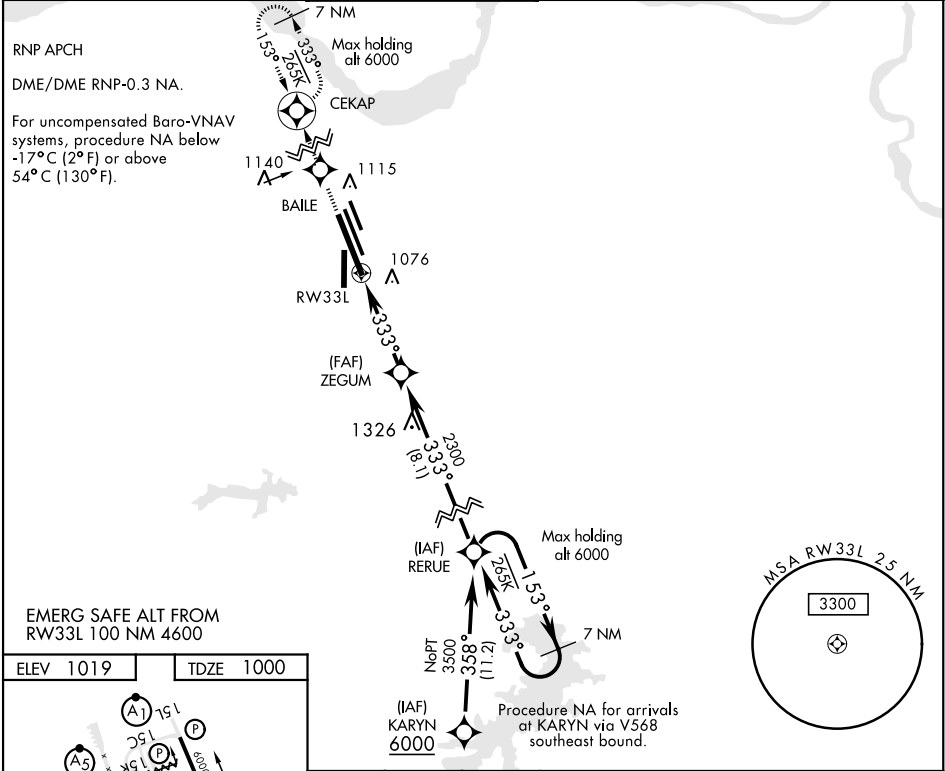 RNP APCH
DME/DME RNP-0.3 NA.
For uncompensated Baro-VNAV
systems, procedure NA below
-17°C (2°F) or above
54°C (130°F).
7 NM
153°
333°
265K
Max holding
alt 6000
CEKAP
1140
1115
BAILE
1076
RW33L
333°
(FAF)
ZEGUM
1326
2300
333°
(8.1)
(IAF)
RERUE
Max holding
alt 6000
265K
153°
333°
7 NM
NoPT
3500
358°
(11.2)
(IAF)
KARYN
6000
Procedure NA for arrivals
at KARYN via V568
southeast bound.
MSA RW33L 25 NM
3300
EMERG SAFE ALT FROM
RW33L 100 NM 4600
ELEV 1019
TDZE 1000
A1
15L
P
15C
P
A5
15R